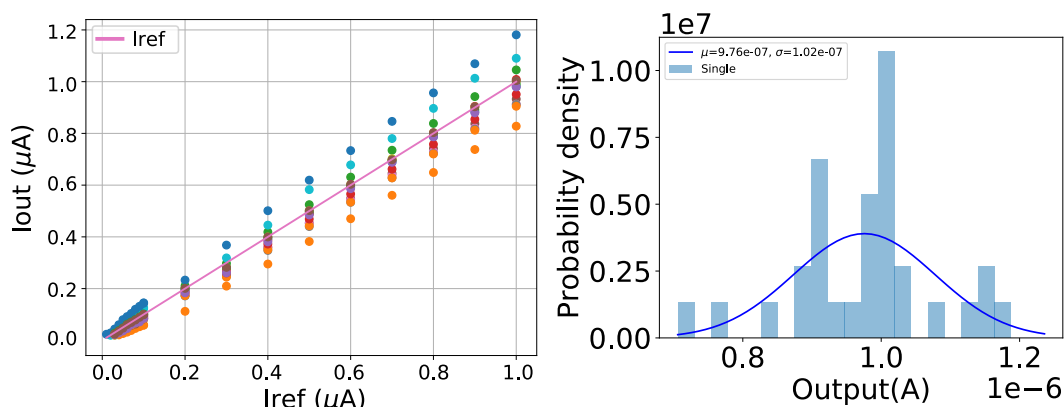 Iref
Iout (μA)
1.2
1.0
0.8
0.6
0.4
0.2
0.0
0.0 0.2 0.4 0.6 0.8 1.0
Iref (μA)
1e7
μ=9.76e-07, σ=1.02e-07
Single
Probability density
1.00
0.75
0.50
0.25
0.00
0.8 1.0 1.2
Output(A)
1e−6